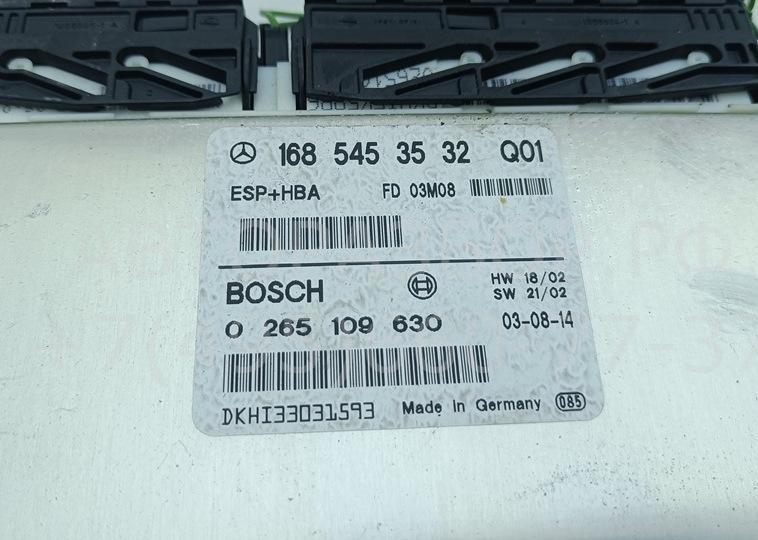 168 545 35 32 Q01
ESP+HBA FD 03M08
BOSCH HW 18/02
SW 21/02
0 265 109 630 03-08-14
DKHI33031593 Made in Germany 085